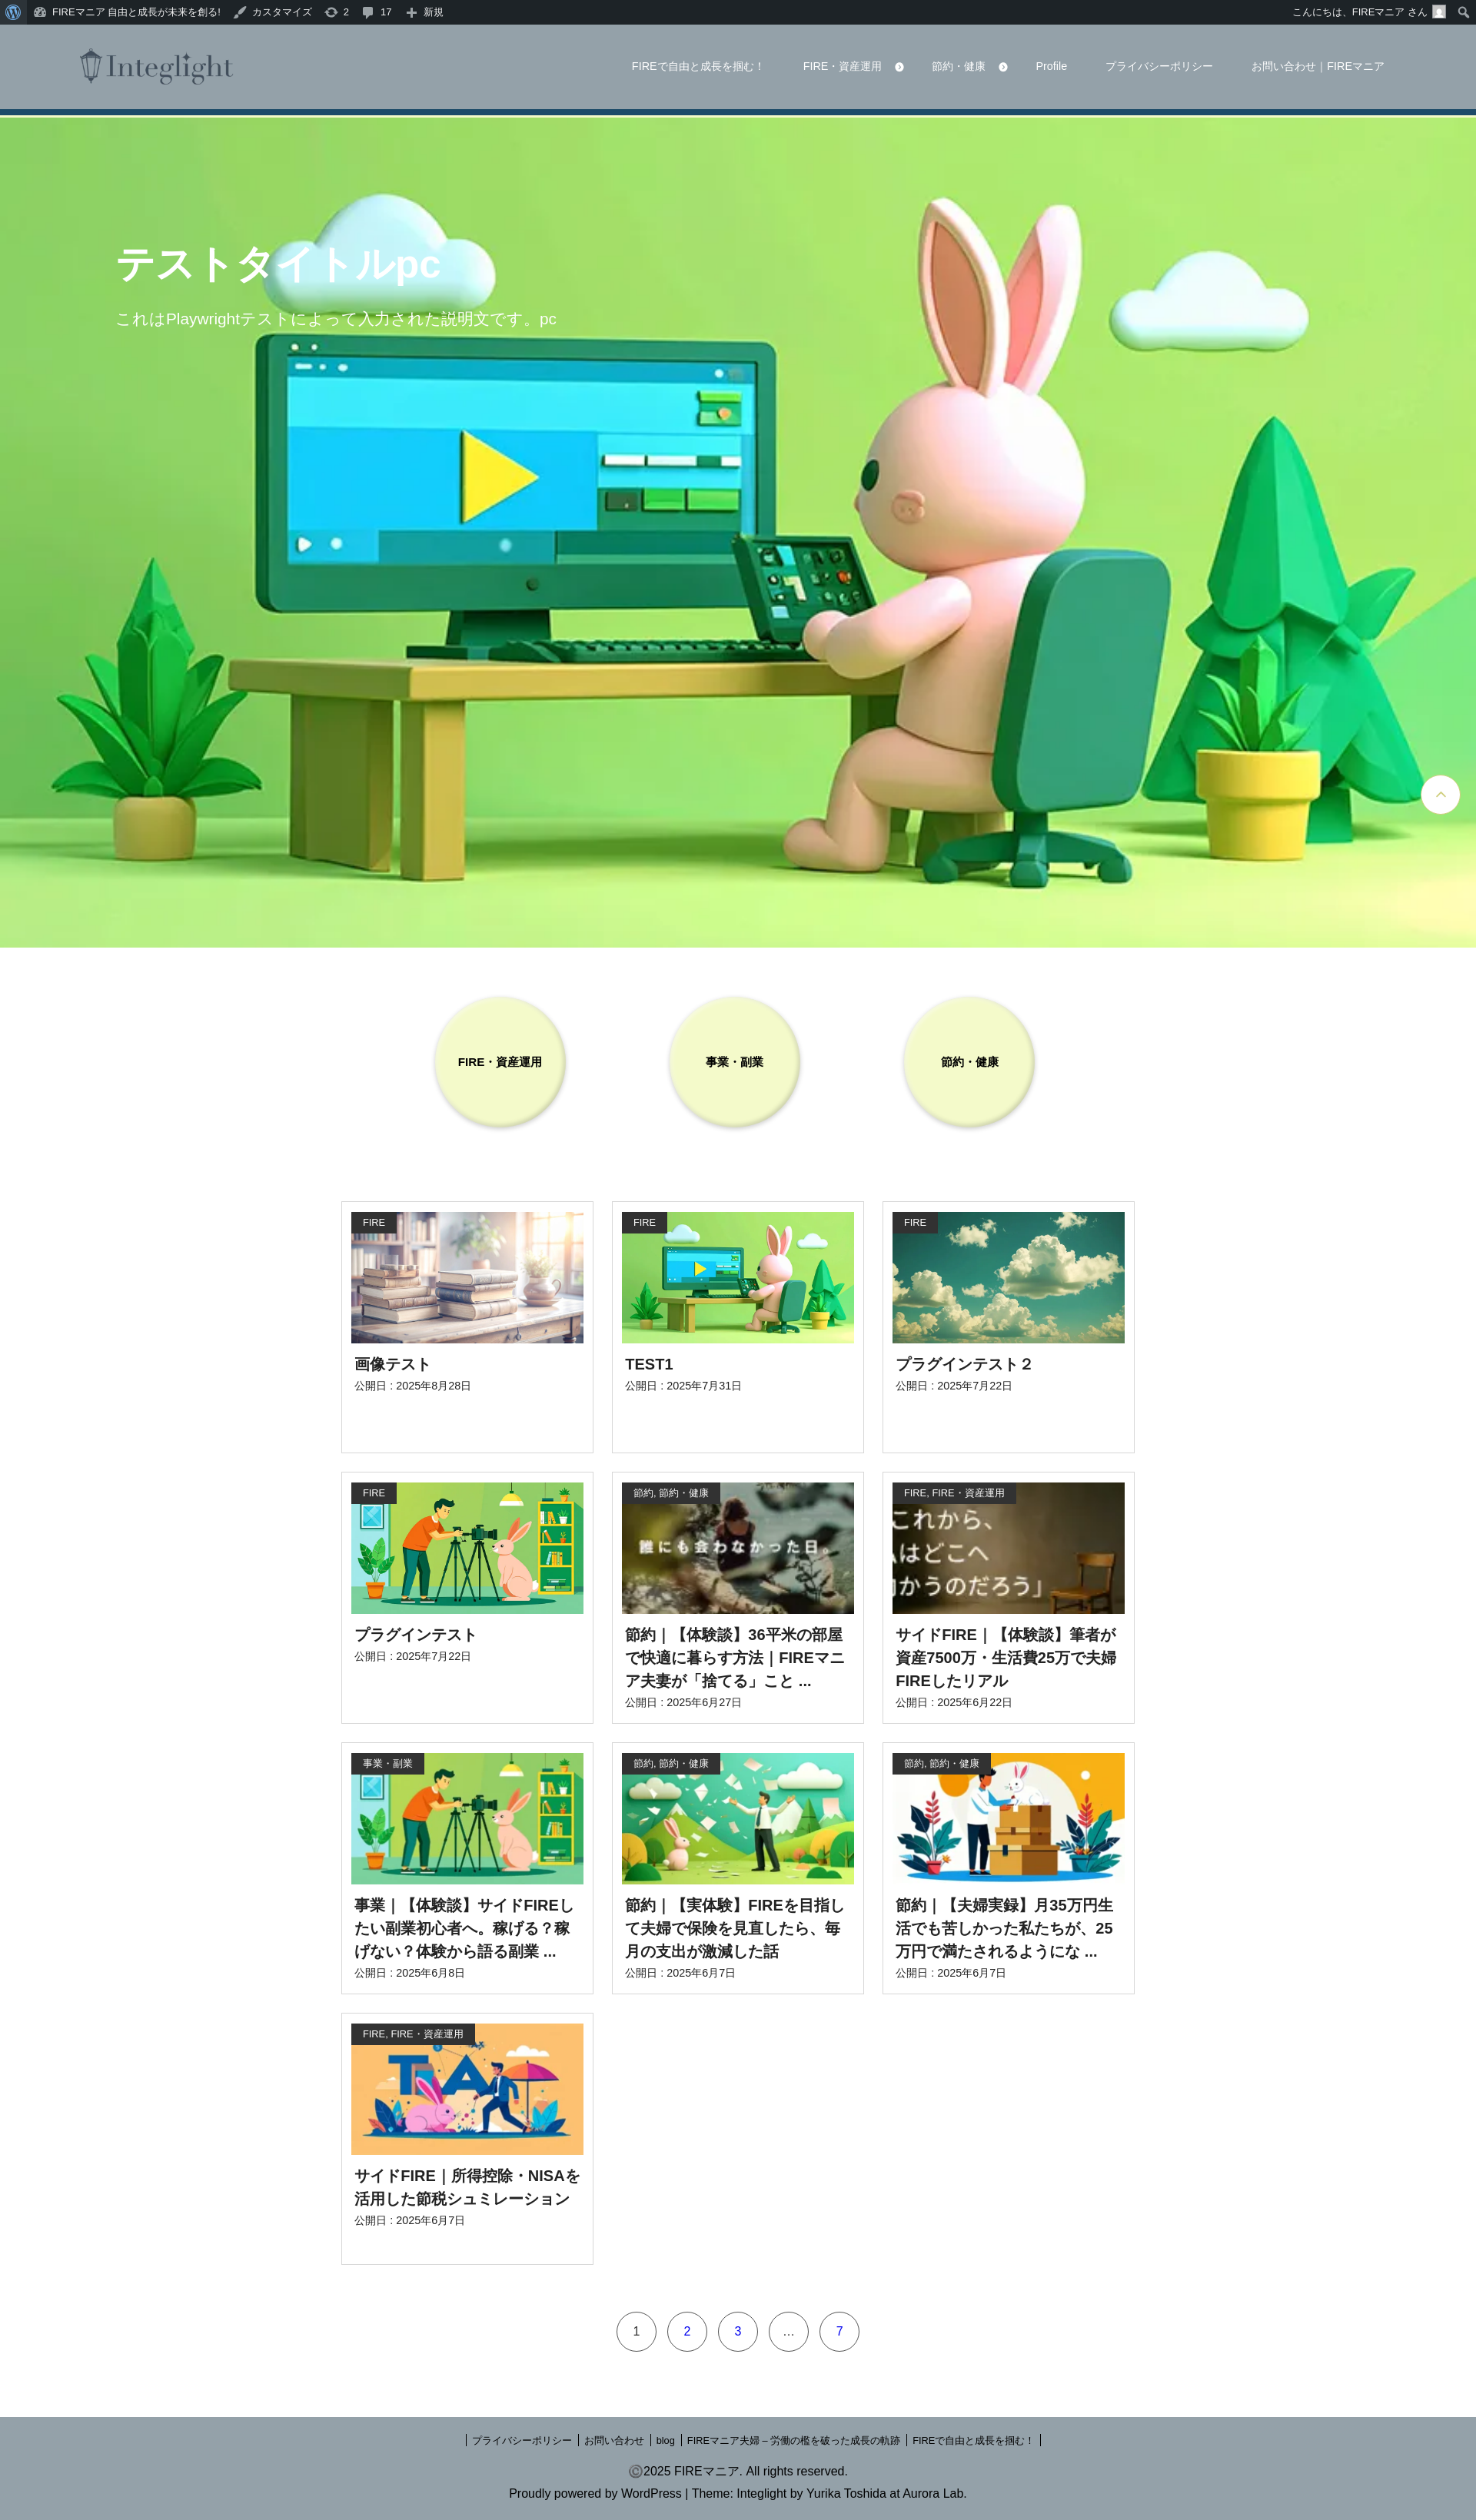 FIREマニア 自由と成長が未来を創る! カスタマイズ 2 17 新規 こんにちは、FIREマニア さん
Integlight FIREで自由と成長を掴む！ FIRE・資産運用 節約・健康 Profile プライバシーポリシー お問い合わせ｜FIREマニア
テストタイトルpc
これはPlaywrightテストによって入力された説明文です。pc
FIRE・資産運用 事業・副業 節約・健康
FIRE
画像テスト
公開日 : 2025年8月28日
FIRE
TEST1
公開日 : 2025年7月31日
FIRE
プラグインテスト２
公開日 : 2025年7月22日
FIRE
プラグインテスト
公開日 : 2025年7月22日
節約, 節約・健康
誰にも会わなかった日。
節約｜【体験談】36平米の部屋
で快適に暮らす方法｜FIREマニ
ア夫妻が「捨てる」こと ...
公開日 : 2025年6月27日
FIRE, FIRE・資産運用
これから、
はどこへ
かうのだろう」
サイドFIRE｜【体験談】筆者が
資産7500万・生活費25万で夫婦
FIREしたリアル
公開日 : 2025年6月22日
事業・副業
事業｜【体験談】サイドFIREし
たい副業初心者へ。稼げる？稼
げない？体験から語る副業 ...
公開日 : 2025年6月8日
節約, 節約・健康
節約｜【実体験】FIREを目指し
て夫婦で保険を見直したら、毎
月の支出が激減した話
公開日 : 2025年6月7日
節約, 節約・健康
節約｜【夫婦実録】月35万円生
活でも苦しかった私たちが、25
万円で満たされるようにな ...
公開日 : 2025年6月7日
FIRE, FIRE・資産運用
サイドFIRE｜所得控除・NISAを
活用した節税シュミレーション
公開日 : 2025年6月7日
1 2 3 … 7
プライバシーポリシー お問い合わせ blog FIREマニア夫婦 – 労働の檻を破った成長の軌跡 FIREで自由と成長を掴む！
©2025 FIREマニア. All rights reserved.
Proudly powered by WordPress | Theme: Integlight by Yurika Toshida at Aurora Lab.